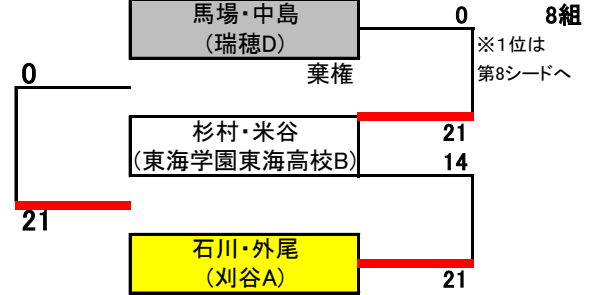 馬場・中島
(瑞穂D)
0
8組
※1位は
第8シードへ
棄権
0
21
杉村・米谷
(東海学園東海高校B)
14
21
石川・外尾
(刈谷A)
21